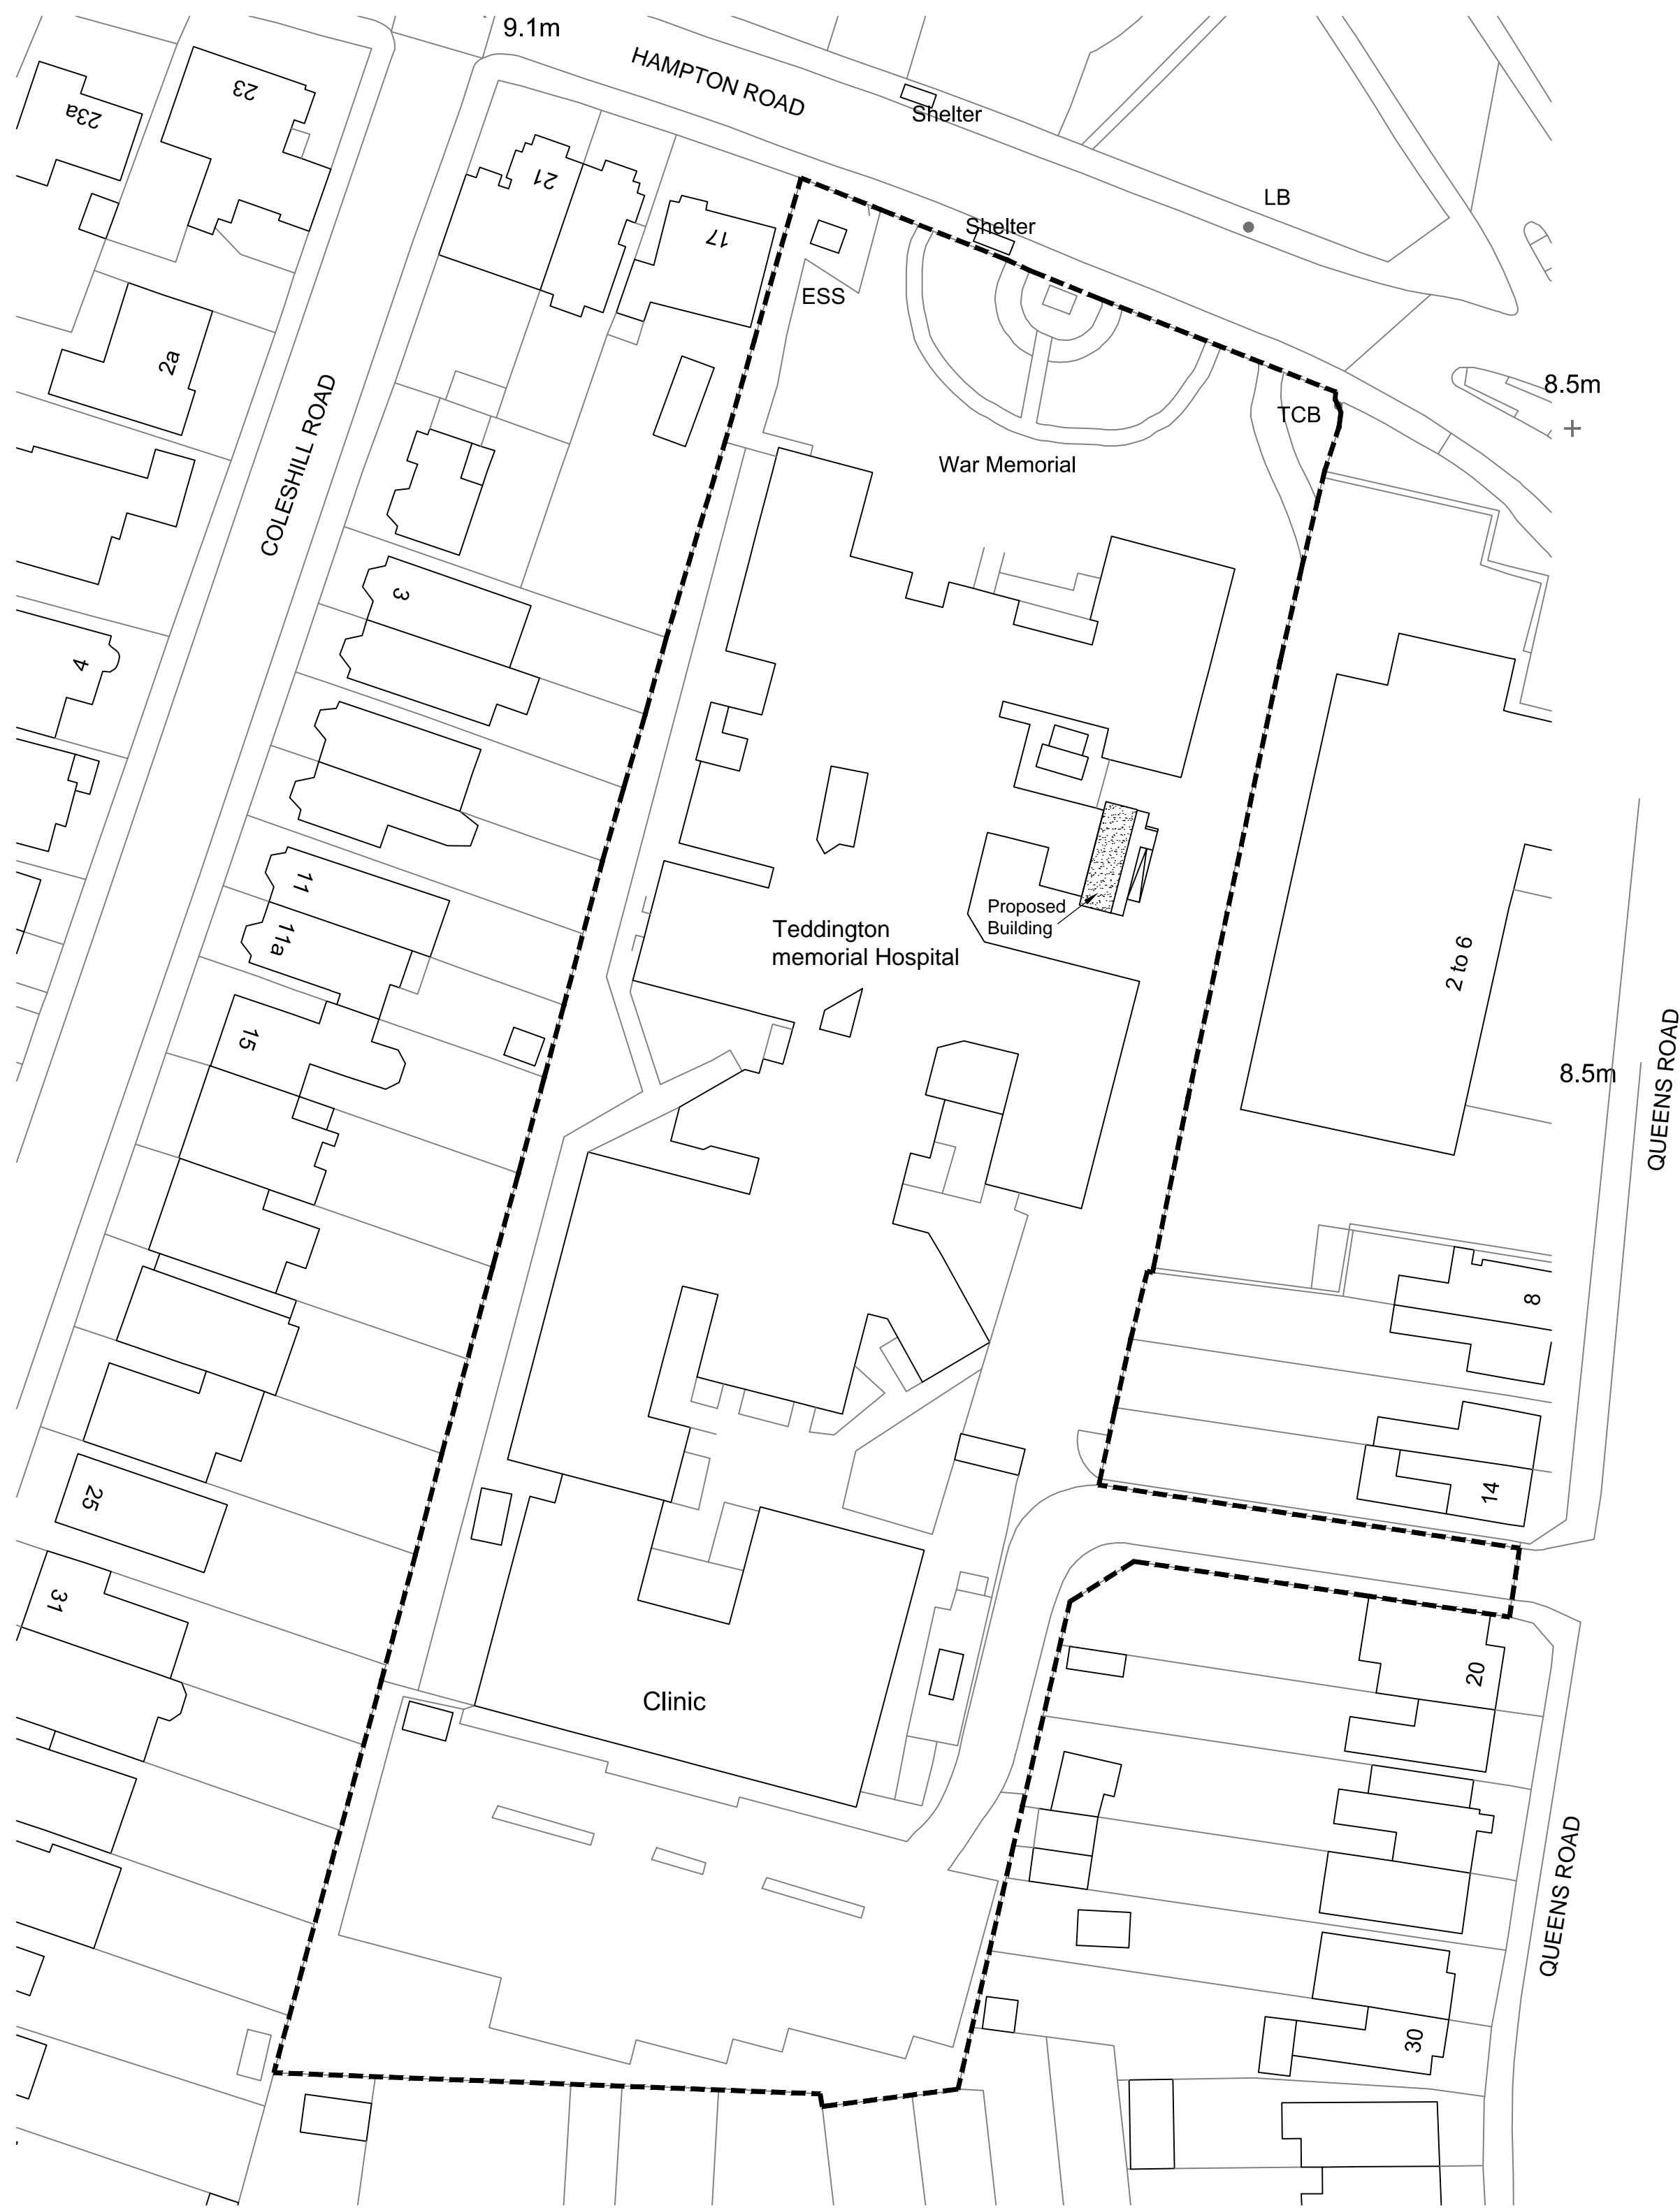 9.1m
HAMPTON ROAD
Shelter
23
23a
21
17
LB
Shelter
ESS
2a
8.5m
TCB
COLESHILL ROAD
War Memorial
3
4
11
11a
Proposed
Building
Teddington
memorial Hospital
2 to 6
15
8.5m
QUEENS ROAD
8
14
25
31
20
Clinic
QUEENS ROAD
30